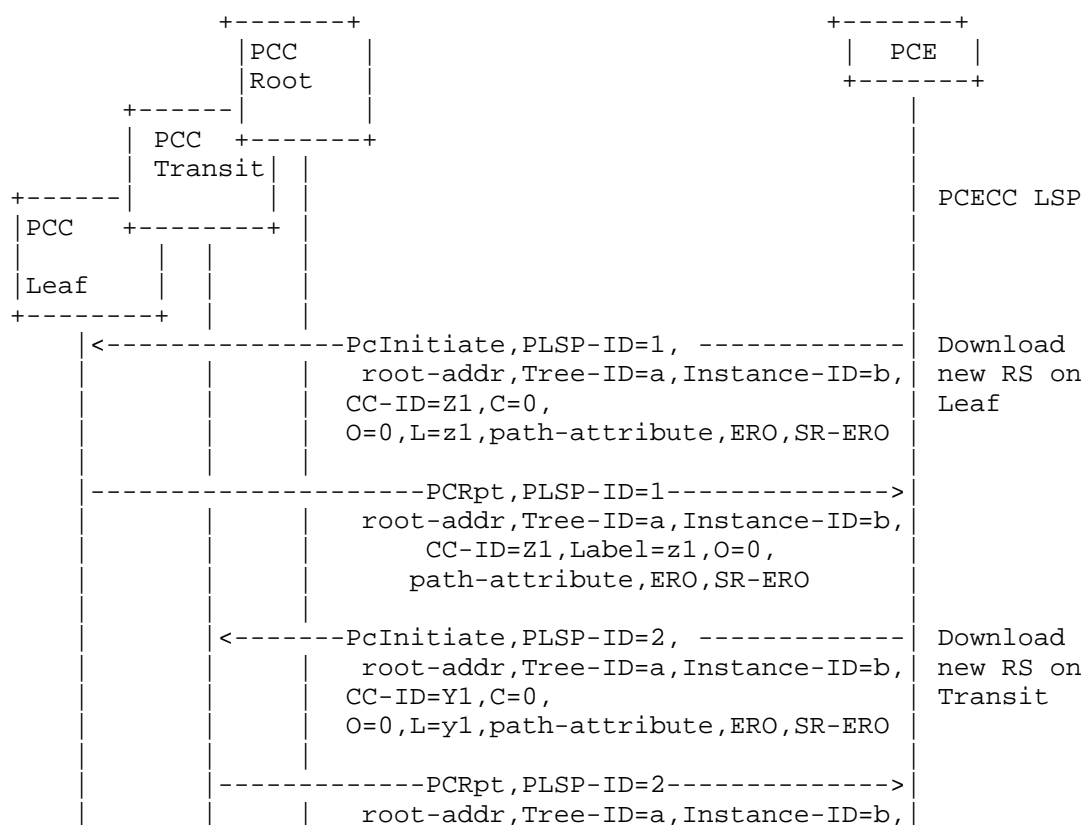 PCC PCE
Root
PCC
Transit
PCECC LSP
PCC
Leaf
PcInitiate,PLSP-ID=1, Download
root-addr,Tree-ID=a,Instance-ID=b, new RS on
CC-ID=Z1,C=0, Leaf
O=0,L=z1,path-attribute,ERO,SR-ERO
PCRpt,PLSP-ID=1
root-addr,Tree-ID=a,Instance-ID=b,
CC-ID=Z1,Label=z1,O=0,
path-attribute,ERO,SR-ERO
PcInitiate,PLSP-ID=2, Download
root-addr,Tree-ID=a,Instance-ID=b, new RS on
CC-ID=Y1,C=0, Transit
O=0,L=y1,path-attribute,ERO,SR-ERO
PCRpt,PLSP-ID=2
root-addr,Tree-ID=a,Instance-ID=b,